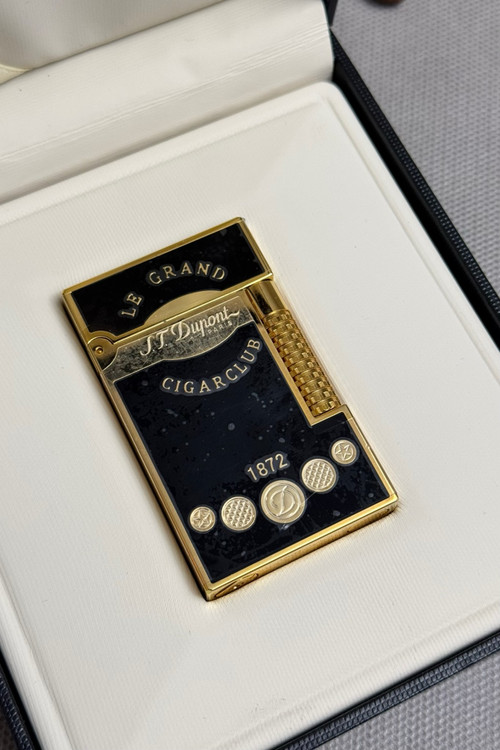 LE GRAND
S.T. Dupont
PARIS
CIGARCLUB
1872